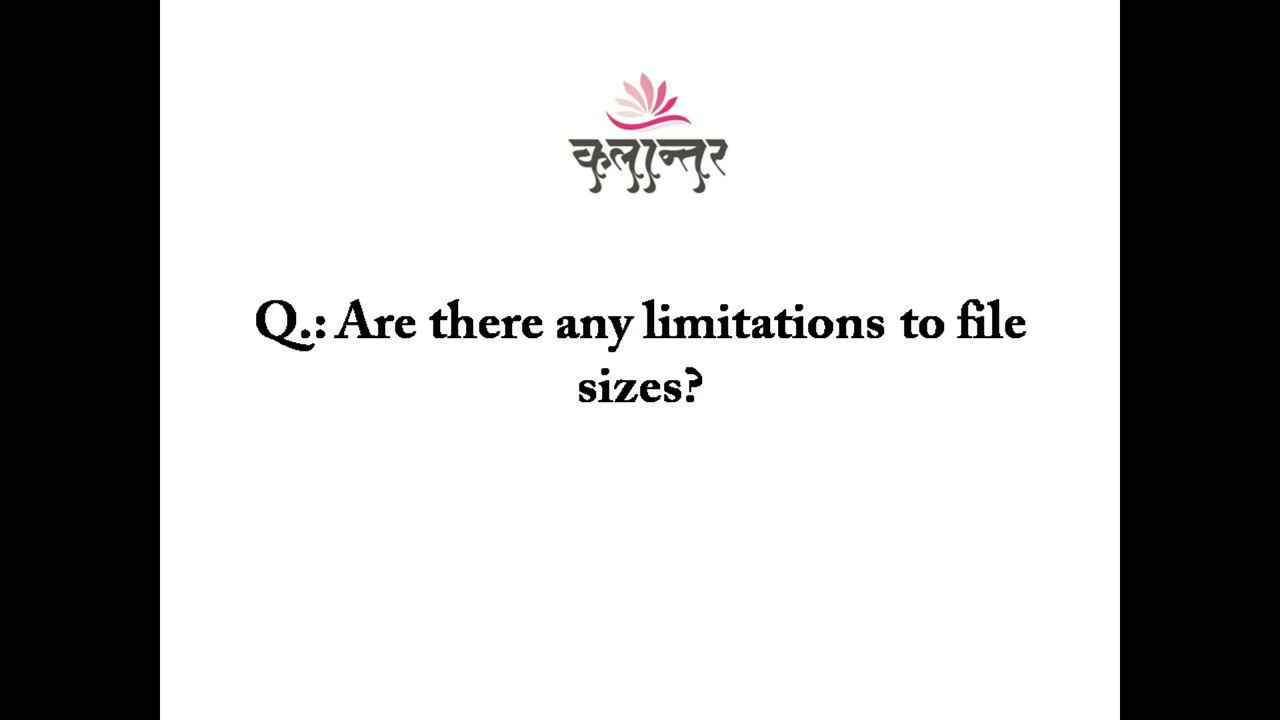 कलान्तर
Q.: Are there any limitations to file
sizes?